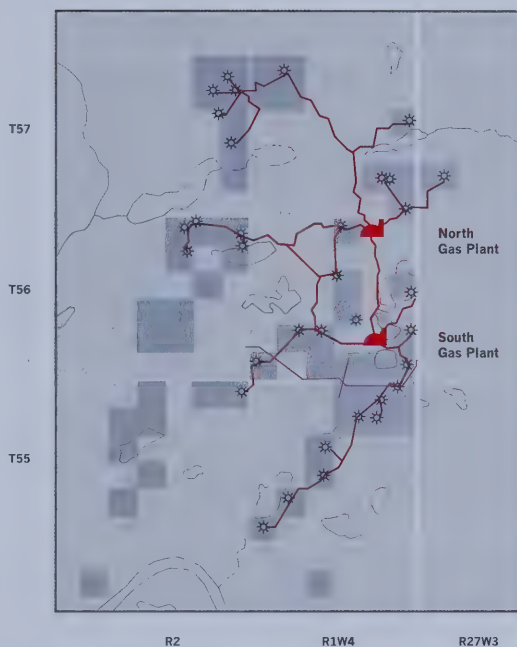 T57
North
Gas Plant
T56
South
Gas Plant
T55
R2
R1W4
R27W3